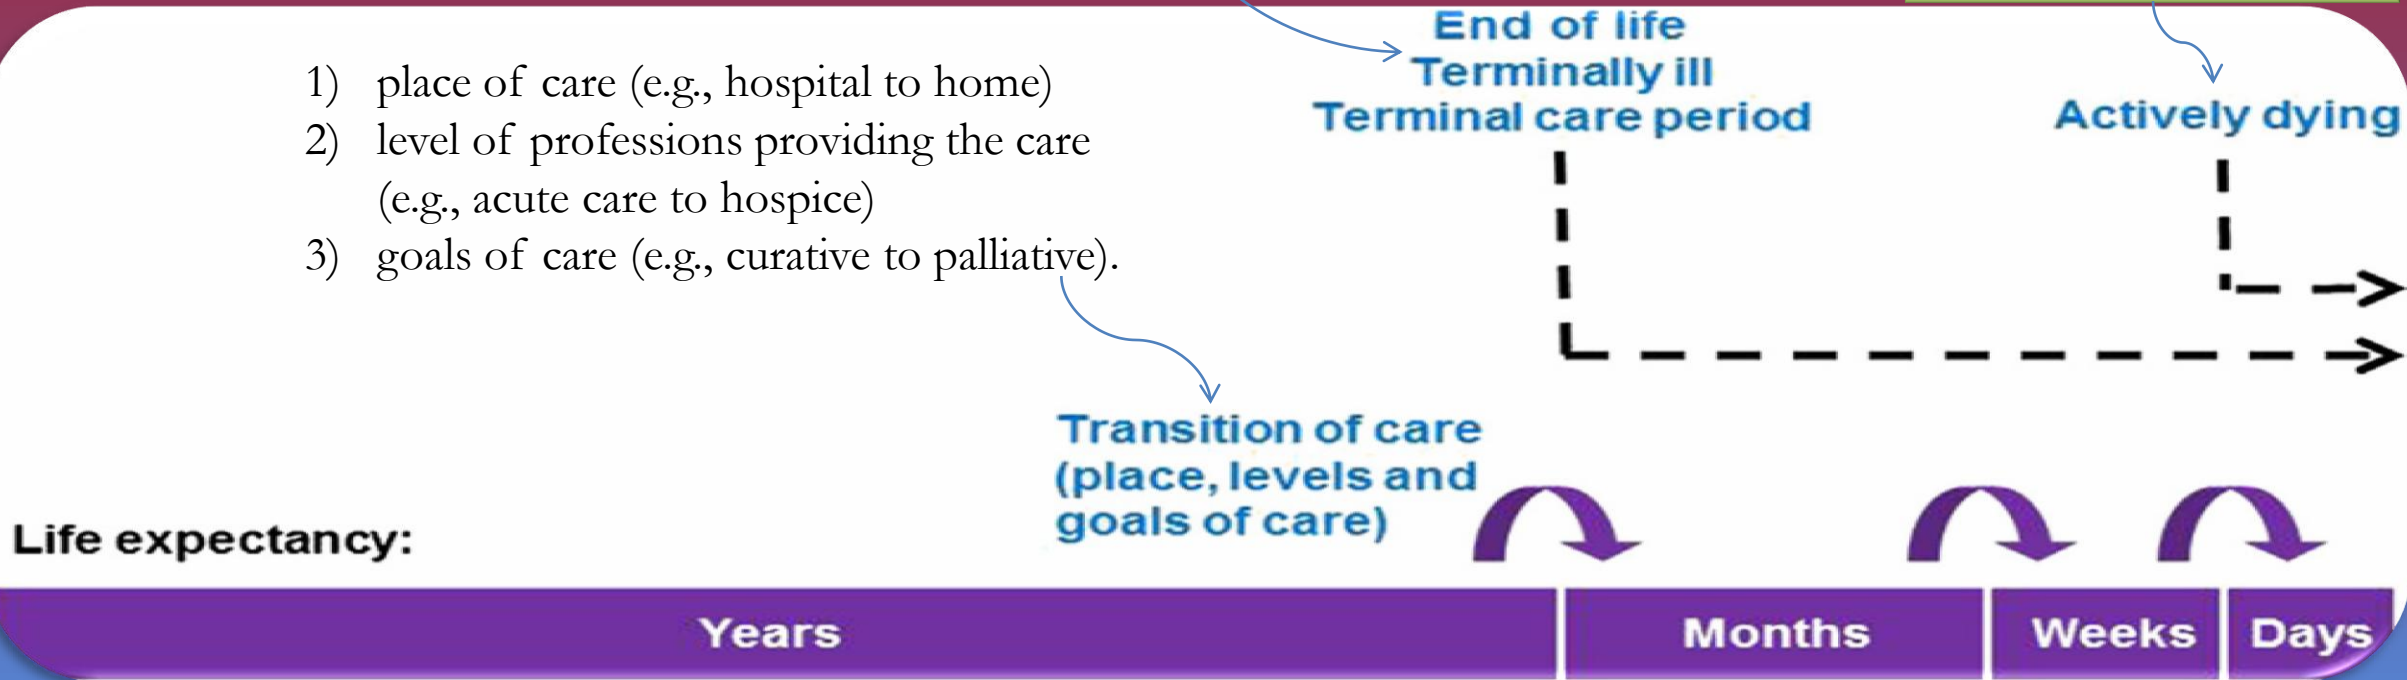 1) place of care (e.g., hospital to home)
2) level of professions providing the care
(e.g., acute care to hospice)
3) goals of care (e.g., curative to palliative).
End of life
Terminally ill
Terminal care period
Actively dying
Transition of care
(place, levels and
goals of care)
Life expectancy:
Years
Months
Weeks
Days